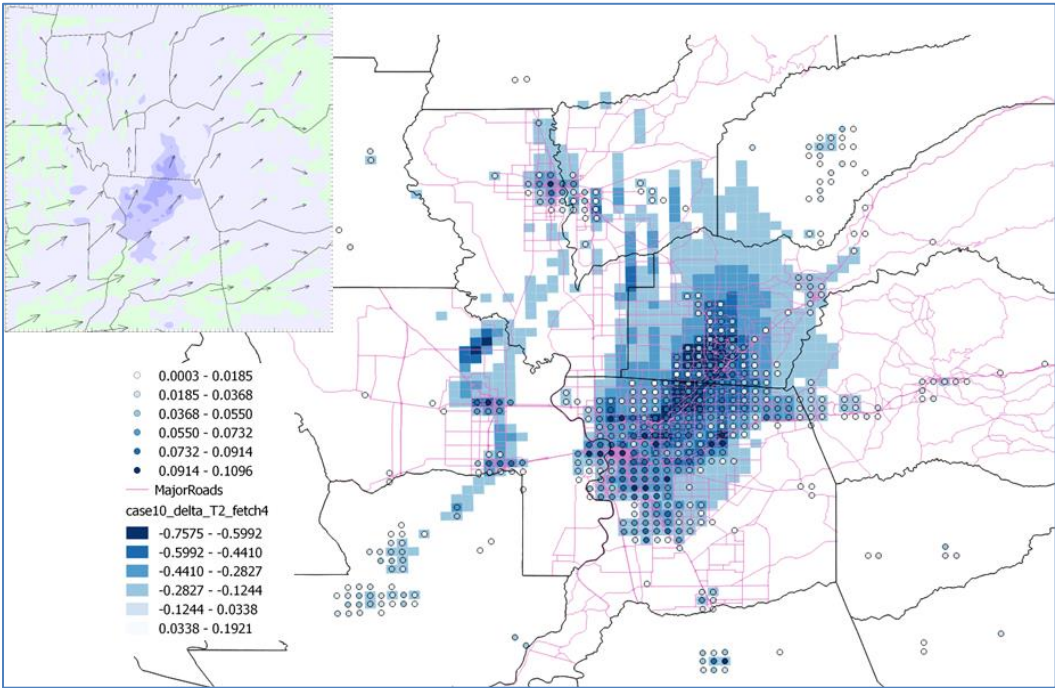 0.0003 - 0.0185
0.0185 - 0.0368
0.0368 - 0.0550
0.0550 - 0.0732
0.0732 - 0.0914
0.0914 - 0.1096
MajorRoads
case10_delta_T2_fetch4
-0.7575 - -0.5992
-0.5992 - -0.4410
-0.4410 - -0.2827
-0.2827 - -0.1244
-0.1244 - 0.0338
0.0338 - 0.1921